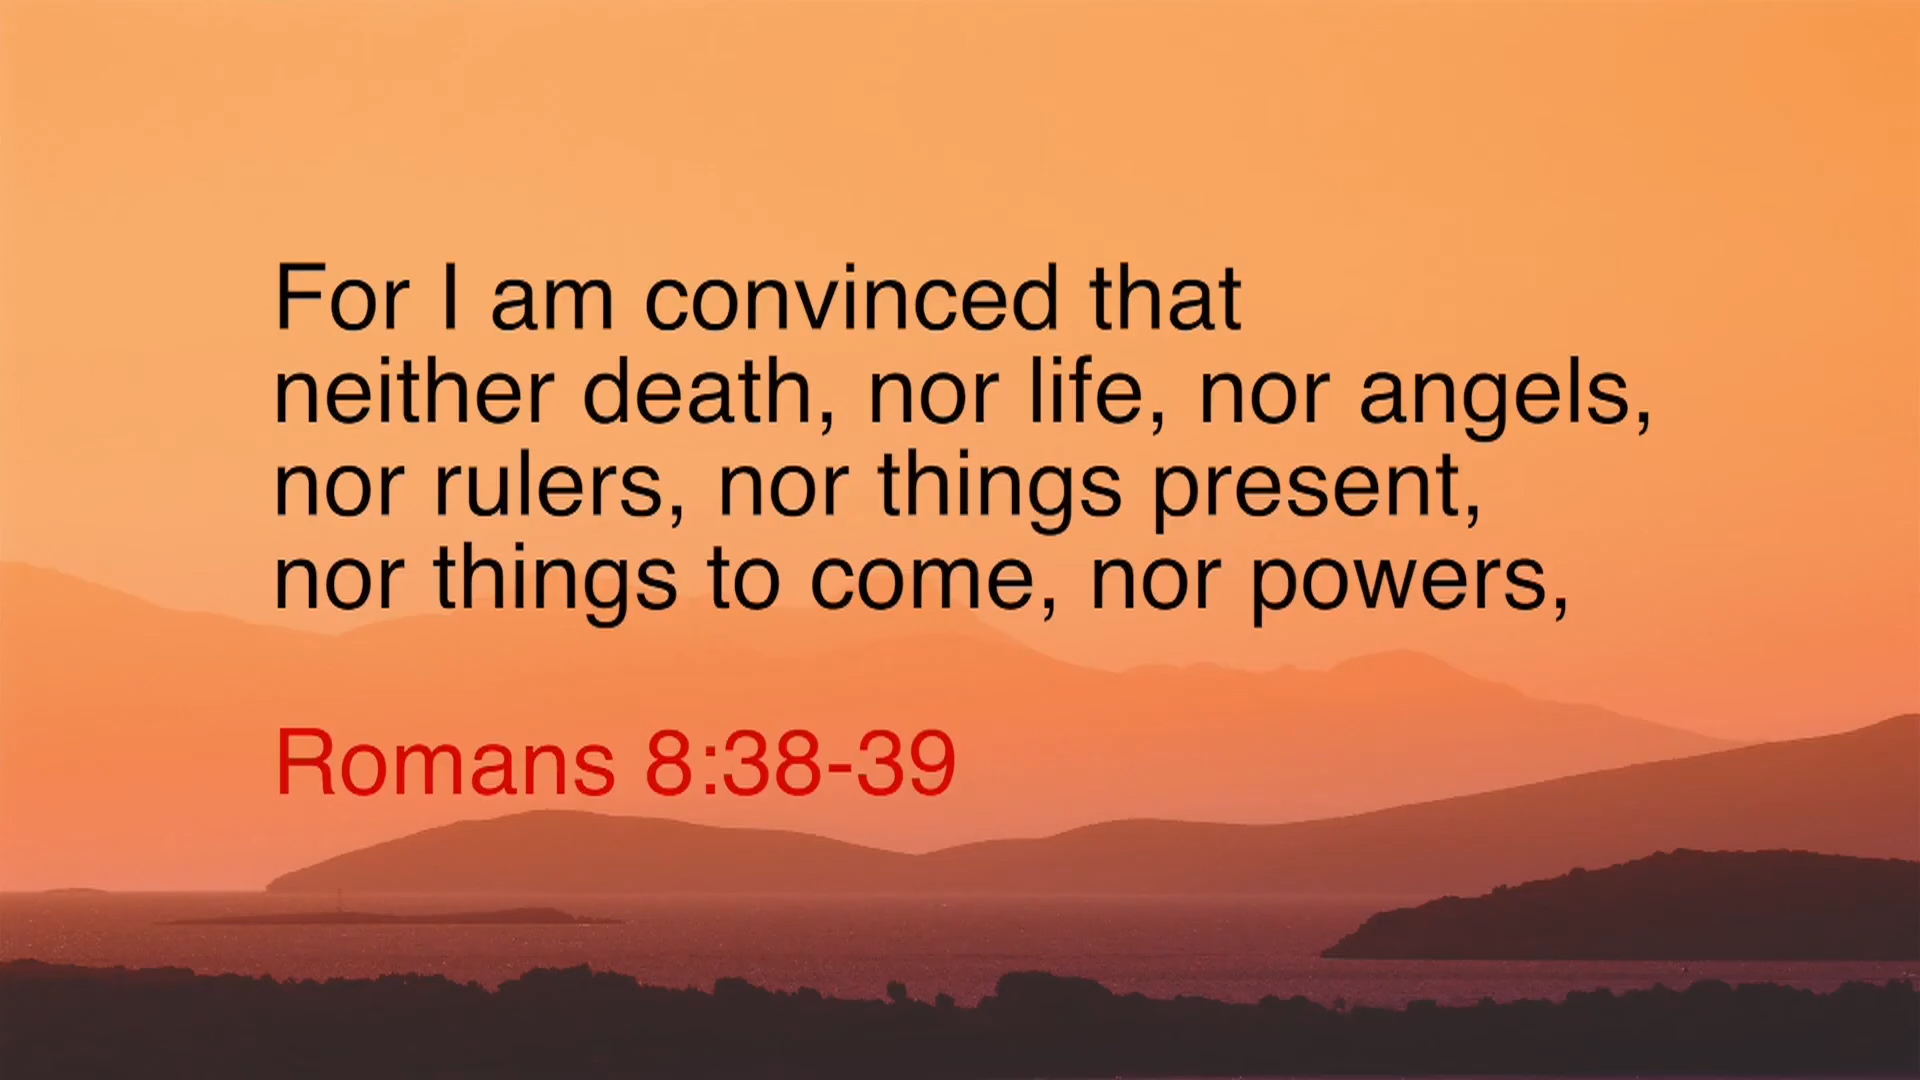 For I am convinced that
neither death, nor life, nor angels,
nor rulers, nor things present,
nor things to come, nor powers,
Romans 8:38-39